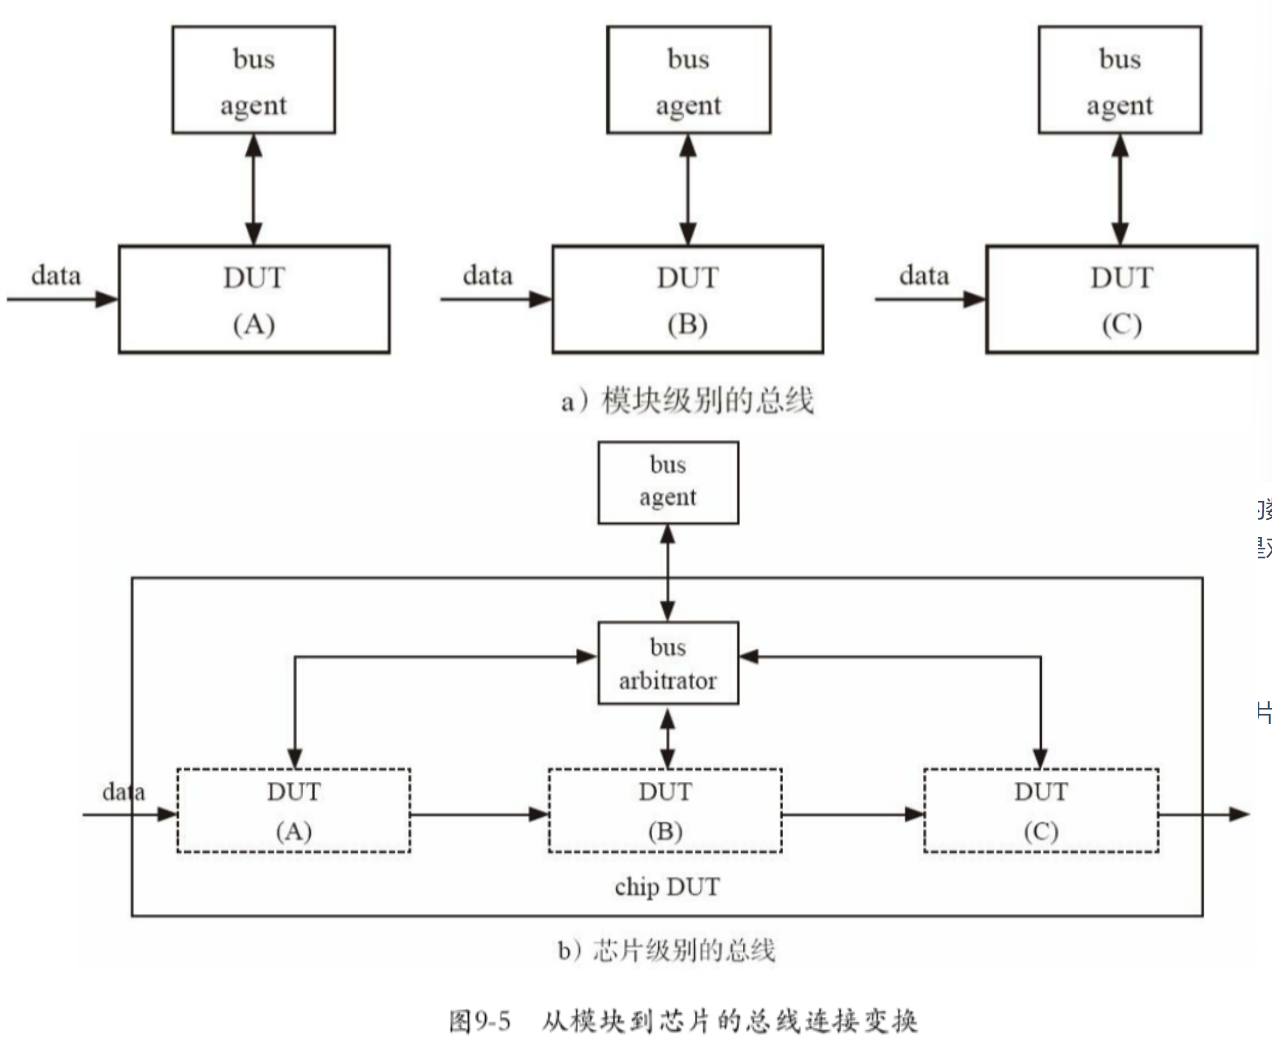 bus
agent
bus
agent
bus
agent
data
DUT
(A)
data
DUT
(B)
data
DUT
(C)
a）模块级别的总线
bus
agent
bus
arbitrator
data
DUT
(A)
DUT
(B)
DUT
(C)
chip DUT
b）芯片级别的总线
图9-5 从模块到芯片的总线连接变换